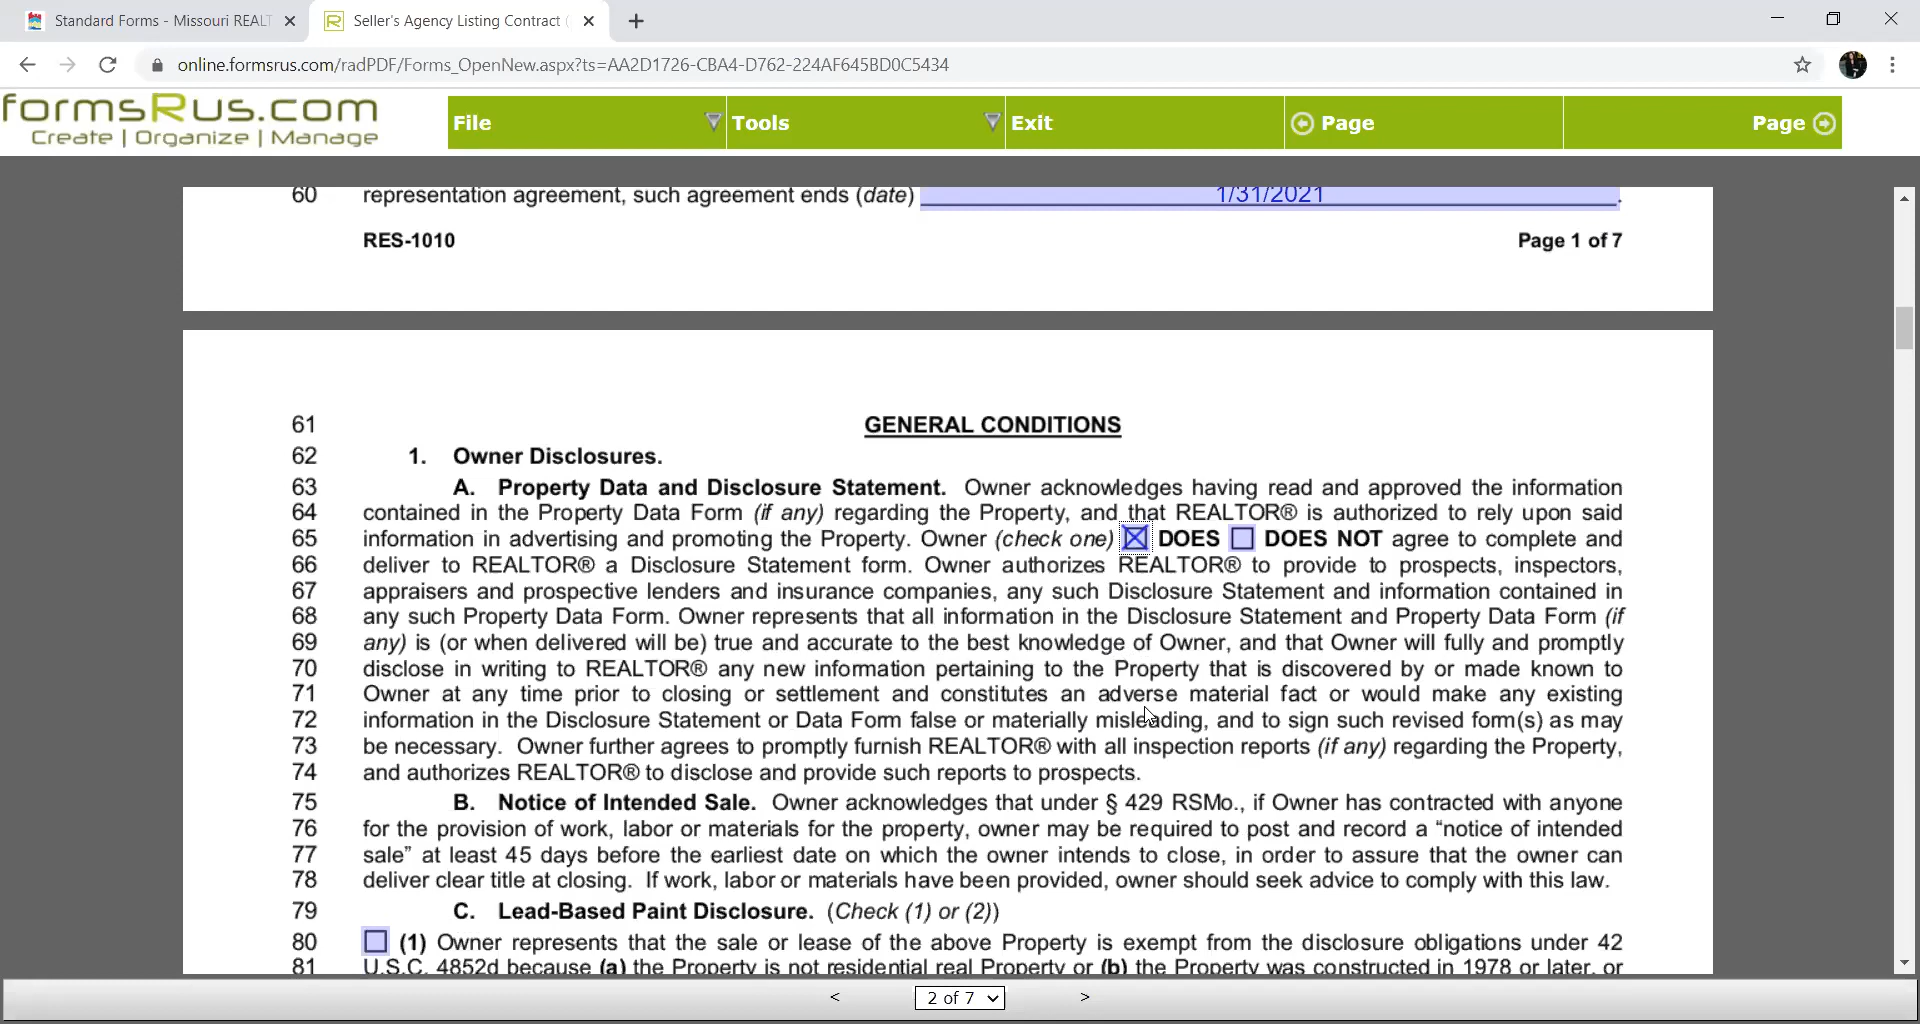 Standard Forms - Missouri REALT
Seller's Agency Listing Contract (
online.formsrus.com/radPDF/Forms_OpenNew.aspx?ts=AA2D1726-CBA4-D762-224AF645BD0C5434
formsRus.com
Create | Organize | Manage
File
Tools
Exit
Page
Page
60 representation agreement, such agreement ends (date) 1/31/2021.
RES-1010 Page 1 of 7
61 GENERAL CONDITIONS
62 1. Owner Disclosures.
63 A. Property Data and Disclosure Statement. Owner acknowledges having read and approved the information
64 contained in the Property Data Form (if any) regarding the Property, and that REALTOR® is authorized to rely upon said
65 information in advertising and promoting the Property. Owner (check one) ☒ DOES ☐ DOES NOT agree to complete and
66 deliver to REALTOR® a Disclosure Statement form. Owner authorizes REALTOR® to provide to prospects, inspectors,
67 appraisers and prospective lenders and insurance companies, any such Disclosure Statement and information contained in
68 any such Property Data Form. Owner represents that all information in the Disclosure Statement and Property Data Form (if
69 any) is (or when delivered will be) true and accurate to the best knowledge of Owner, and that Owner will fully and promptly
70 disclose in writing to REALTOR® any new information pertaining to the Property that is discovered by or made known to
71 Owner at any time prior to closing or settlement and constitutes an adverse material fact or would make any existing
72 information in the Disclosure Statement or Data Form false or materially misleading, and to sign such revised form(s) as may
73 be necessary. Owner further agrees to promptly furnish REALTOR® with all inspection reports (if any) regarding the Property,
74 and authorizes REALTOR® to disclose and provide such reports to prospects.
75 B. Notice of Intended Sale. Owner acknowledges that under § 429 RSMo., if Owner has contracted with anyone
76 for the provision of work, labor or materials for the property, owner may be required to post and record a “notice of intended
77 sale” at least 45 days before the earliest date on which the owner intends to close, in order to assure that the owner can
78 deliver clear title at closing. If work, labor or materials have been provided, owner should seek advice to comply with this law.
79 C. Lead-Based Paint Disclosure. (Check (1) or (2))
80 ☐ (1) Owner represents that the sale or lease of the above Property is exempt from the disclosure obligations under 42
81 U.S.C. 4852d because (a) the Property is not residential real Property or (b) the Property was constructed in 1978 or later, or
< 2 of 7 >